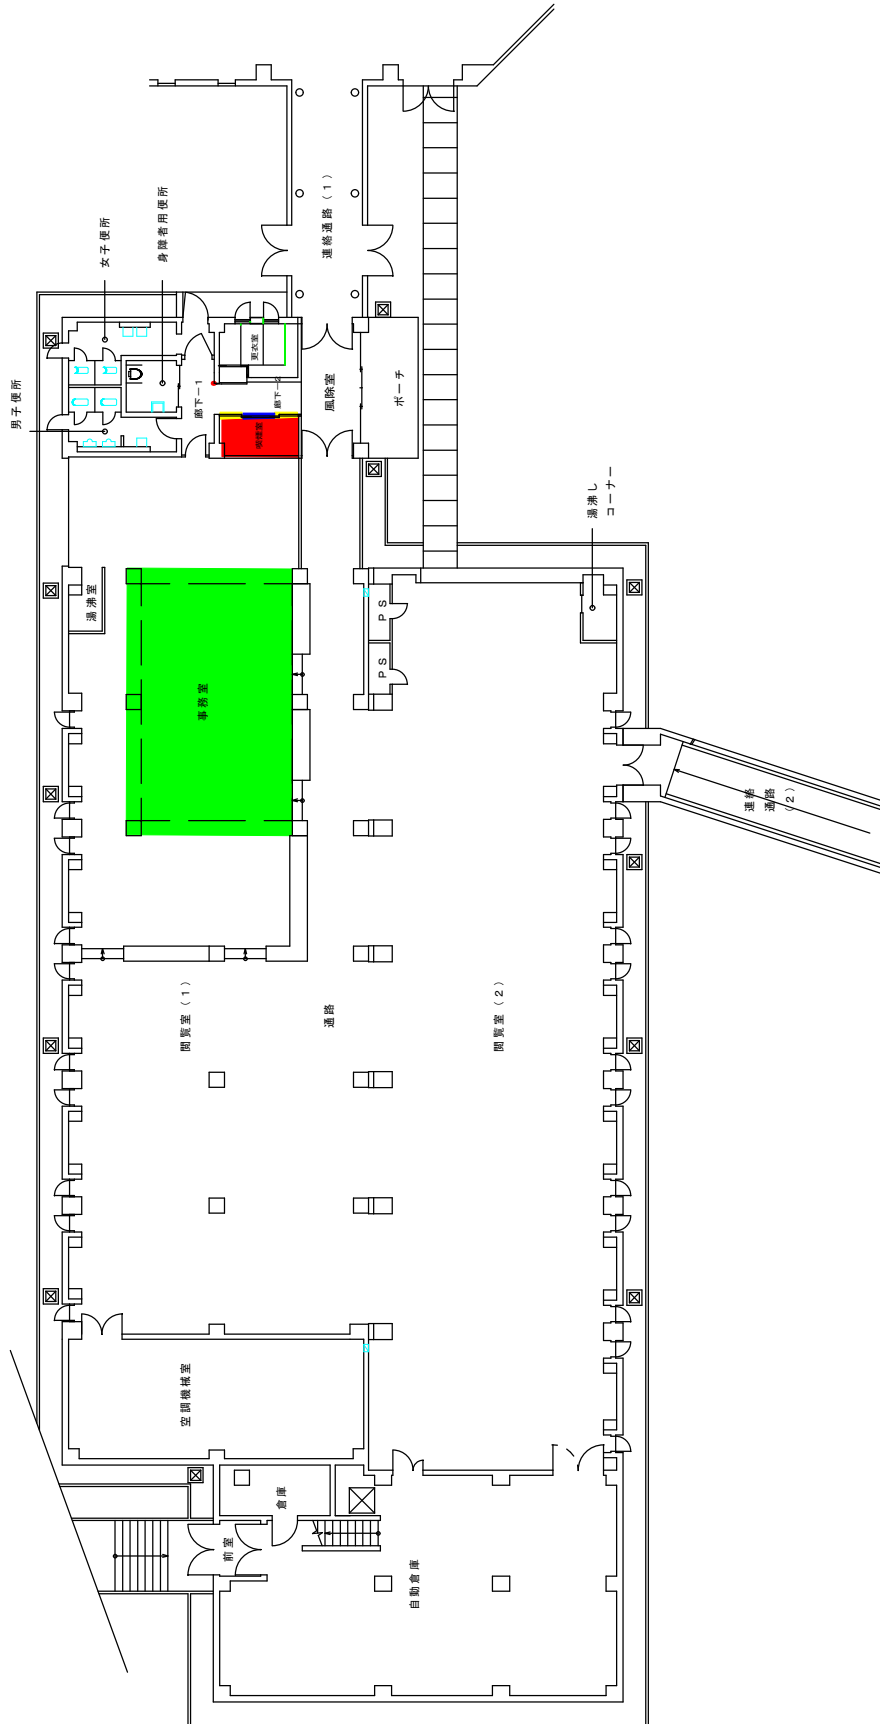 連絡通路(1)
身障者用便所
女子便所
男子便所
更衣室
廊下-1
廊下-2
風除室
ポーチ
喫煙室
湯沸し
コーナー
湯沸室
PS
PS
事務室
連絡
通路
(2)
閲覧室(1)
通路
閲覧室(2)
空調機械室
倉庫
前室
自動倉庫